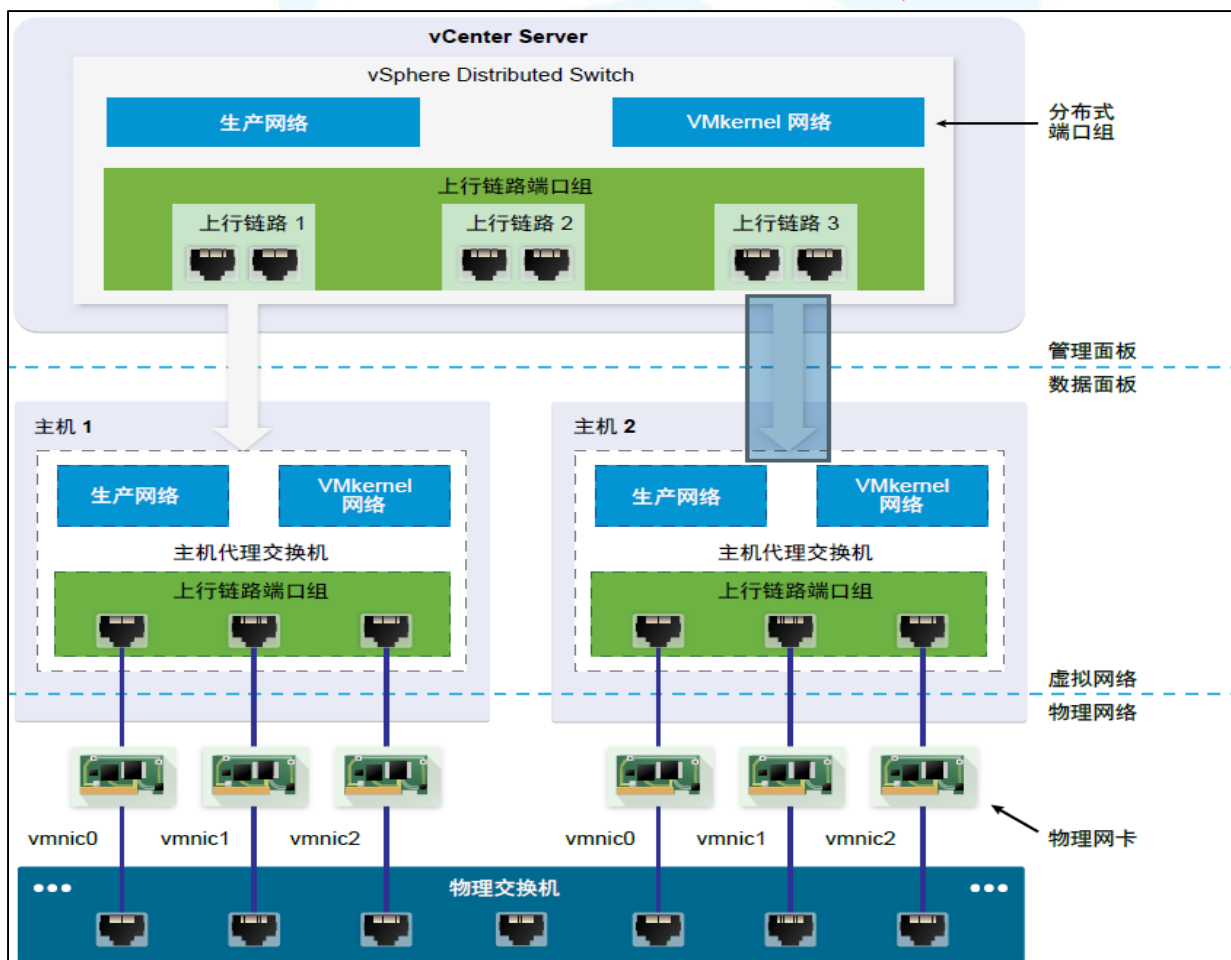 vCenter Server
vSphere Distributed Switch
生产网络
VMkernel 网络
分布式
端口组
上行链路端口组
上行链路 1
上行链路 2
上行链路 3
管理面板
数据面板
主机 1
主机 2
生产网络
VMkernel
网络
生产网络
VMkernel
网络
主机代理交换机
主机代理交换机
上行链路端口组
上行链路端口组
虚拟网络
物理网络
vmnic0
vmnic1
vmnic2
vmnic0
vmnic1
vmnic2
物理网卡
物理交换机